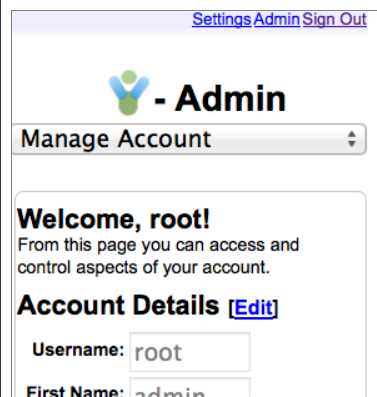 Settings Admin Sign Out
- Admin
Manage Account
Welcome, root!
From this page you can access and
control aspects of your account.
Account Details [Edit]
Username: root
First Name: admin